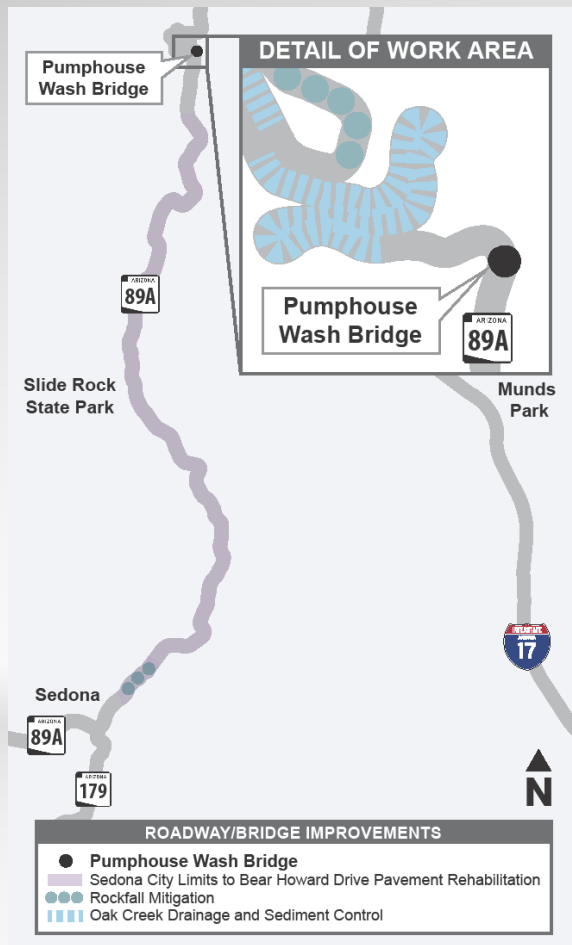 Pumphouse
Wash Bridge
DETAIL OF WORK AREA
Pumphouse
Wash Bridge
ARIZONA
89A
ARIZONA
89A
Slide Rock
State Park
Munds
Park
ARIZONA
17
Sedona
ARIZONA
89A
ARIZONA
179
N
ROADWAY/BRIDGE IMPROVEMENTS
Pumphouse Wash Bridge
Sedona City Limits to Bear Howard Drive Pavement Rehabilitation
Rockfall Mitigation
Oak Creek Drainage and Sediment Control